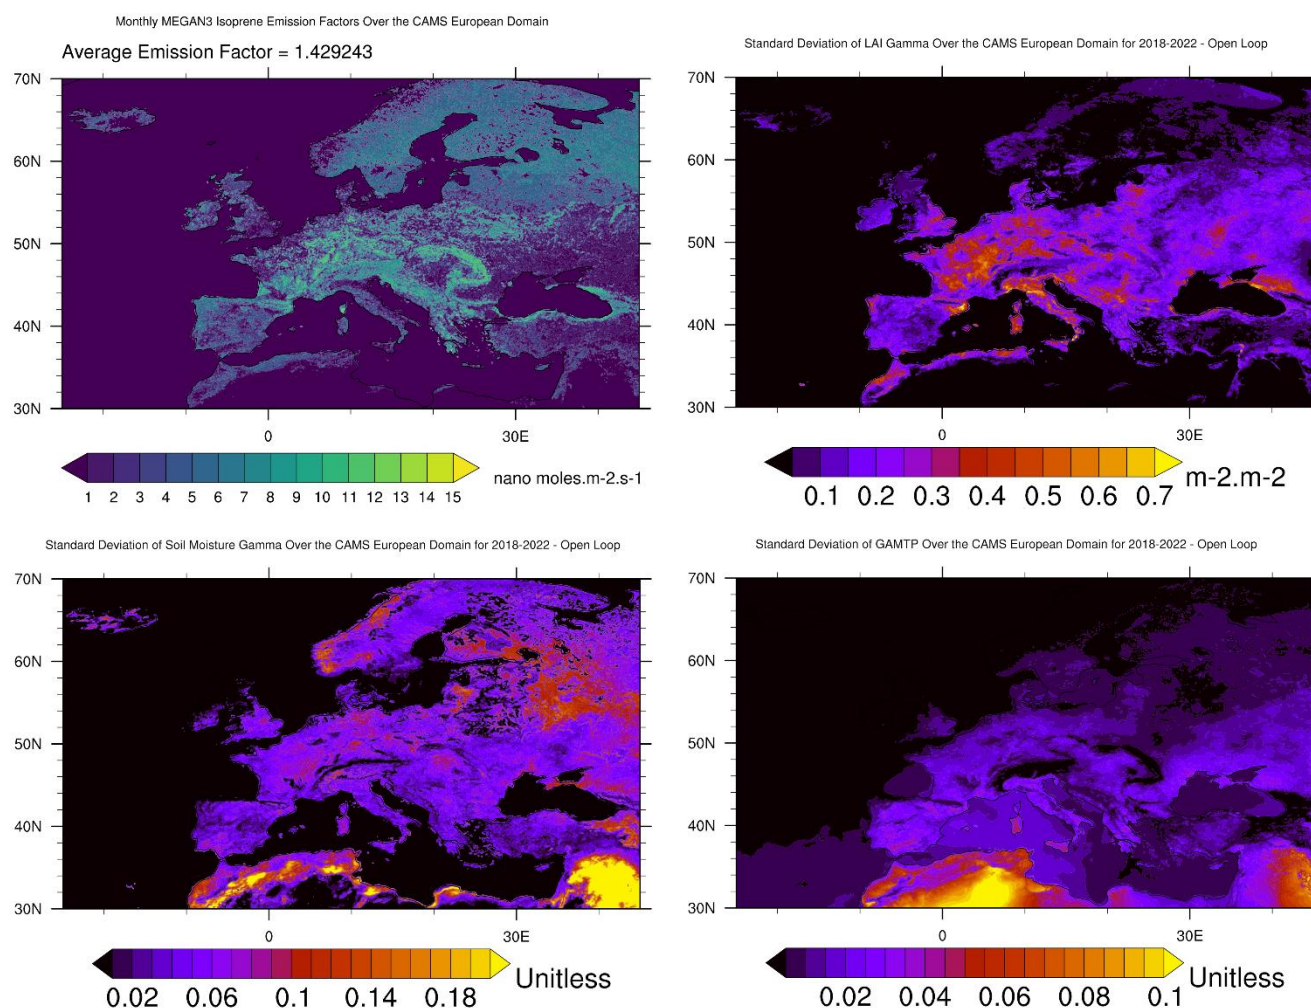 Monthly MEGAN3 Isoprene Emission Factors Over the CAMS European Domain
Average Emission Factor = 1.429243
70N
60N
50N
40N
30N
0 30E
1 2 3 4 5 6 7 8 9 10 11 12 13 14 15
nano moles.m-2.s-1
Standard Deviation of LAI Gamma Over the CAMS European Domain for 2018-2022 - Open Loop
70N
60N
50N
40N
30N
0 30E
0.1 0.2 0.3 0.4 0.5 0.6 0.7
m-2.m-2
Standard Deviation of Soil Moisture Gamma Over the CAMS European Domain for 2018-2022 - Open Loop
70N
60N
50N
40N
30N
0 30E
0.02 0.06 0.1 0.14 0.18
Unitless
Standard Deviation of GAMTP Over the CAMS European Domain for 2018-2022 - Open Loop
70N
60N
50N
40N
30N
0 30E
0.02 0.04 0.06 0.08 0.1
Unitless